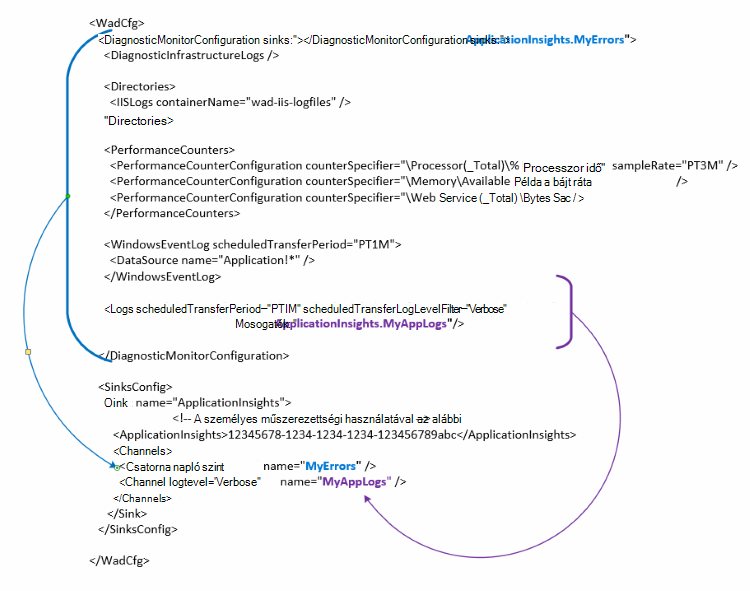 <WadCfg>
<DiagnosticMonitorConfiguration sinks:"></DiagnosticMonitorConfiguration sinks:"> ApplicationInsights.MyErrors">
<DiagnosticInfrastructureLogs />
<Directories>
<IISLogs containerName="wad-iis-logfiles" />
"Directories>
<PerformanceCounters>
<PerformanceCounterConfiguration counterSpecifier="\Processor(_Total)\% Processzor idő" sampleRate="PT3M" />
<PerformanceCounterConfiguration counterSpecifier="\Memory\Available Példa a bájt ráta />
<PerformanceCounterConfiguration counterSpecifier="\Web Service (_Total) \Bytes Sac / >
</PerformanceCounters>
<WindowsEventLog scheduledTransferPeriod="PT1M">
<DataSource name="Application!*" />
</WindowsEventLog>
<Logs scheduledTransferPeriod="PTIM" scheduledTransferLogLevelFilter="Verbose"
Mosogatók:" ApplicationInsights.MyAppLogs"/>
</DiagnosticMonitorConfiguration>
<SinksConfig>
Oink name="ApplicationInsights">
<!-- A személyes műszerezettségi használatával az alábbi
<ApplicationInsights>12345678-1234-1234-1234-123456789abc</ApplicationInsights>
<Channels>
<Csatorna napló szint name="MyErrors" />
<Channel logtevel="Verbose" name="MyAppLogs" />
</Channels>
</Sink>
</SinksConfig>
</WadCfg>